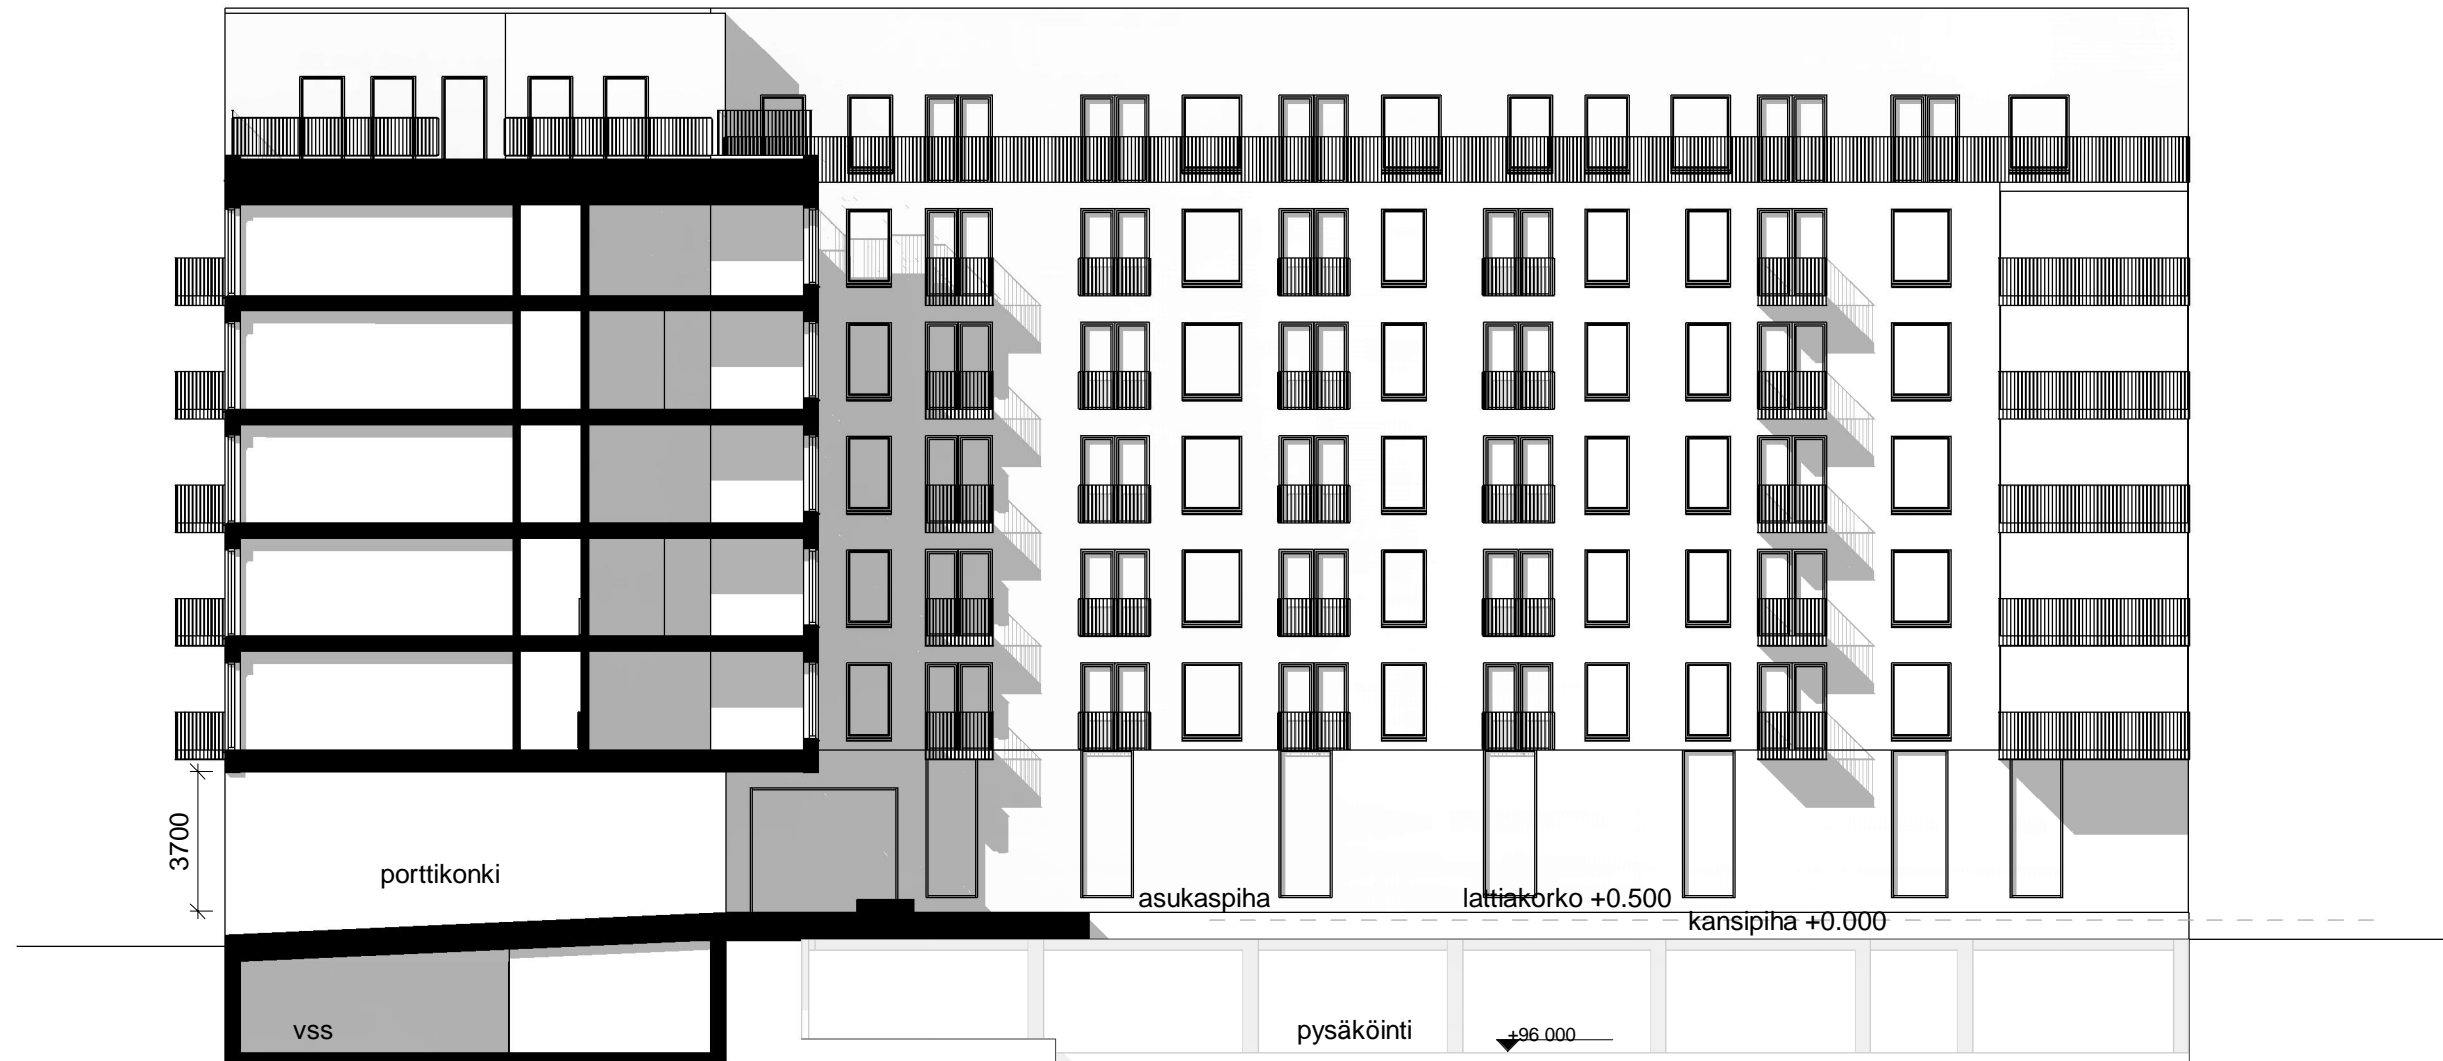 3700
porttikonki
asukaspiha
lattiakorko +0.500
kansipiha +0.000
vss
pysäköinti
+96 000